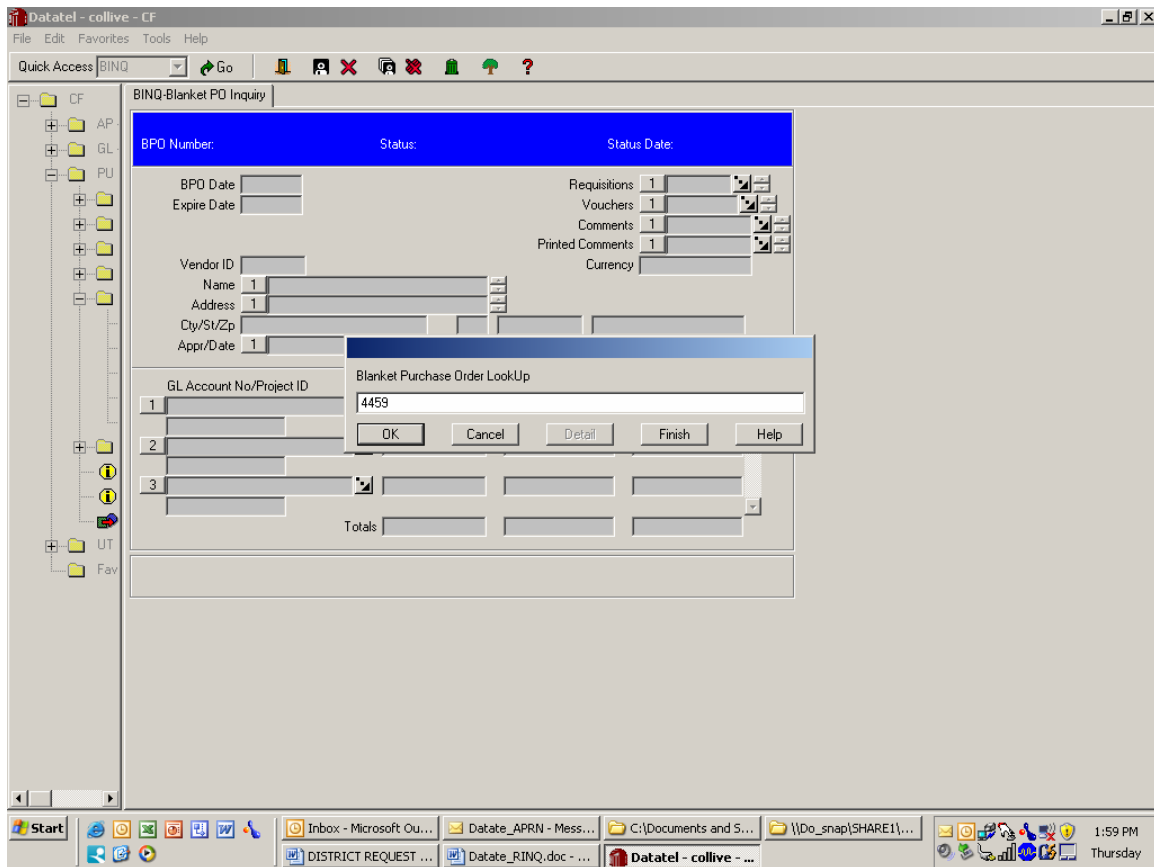 Datatel - collive - CF
File Edit Favorites Tools Help
Quick Access BINQ Go ?
CF
AP
GL
PU
UT
Fav
BINQ-Blanket PO Inquiry
BPO Number: Status: Status Date:
BPO Date Requisitions 1
Expire Date Vouchers 1
Comments 1
Printed Comments 1
Vendor ID Currency
Name 1
Address 1
Cty/St/Zp
Appr/Date 1
Blanket Purchase Order LookUp
GL Account No/Project ID
4459
1
OK Cancel Detail Finish Help
2
3
Totals
Start Inbox - Microsoft Ou... Datate_APRN - Mess... C:\Documents and S... \\Do_snap\SHARE1\... 1:59 PM
DISTRICT REQUEST ... Datate_RINQ.doc - ... Datatel - collive - ... Thursday